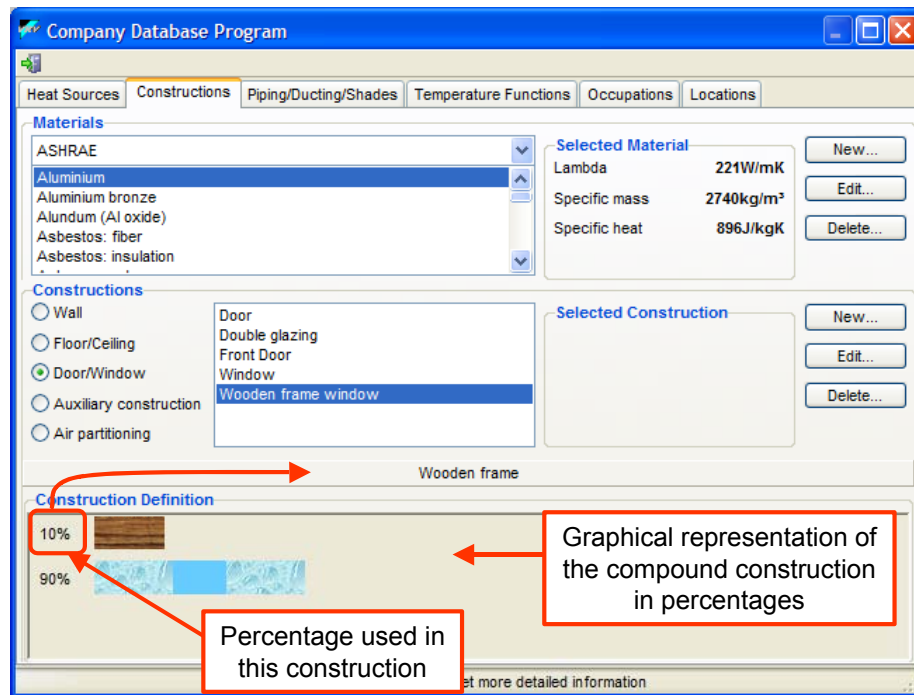 Company Database Program
Heat Sources Constructions Piping/Ducting/Shades Temperature Functions Occupations Locations
Materials
ASHRAE
Aluminium
Aluminium bronze
Alundum (Al oxide)
Asbestos: fiber
Asbestos: insulation
Selected Material
Lambda 221W/mK
Specific mass 2740kg/m³
Specific heat 896J/kgK
New...
Edit...
Delete...
Constructions
Wall
Floor/Ceiling
Door/Window
Auxiliary construction
Air partitioning
Door
Double glazing
Front Door
Window
Wooden frame window
Selected Construction
New...
Edit...
Delete...
Wooden frame
Construction Definition
10%
90%
Graphical representation of
the compound construction
in percentages
Percentage used in
this construction
more detailed information